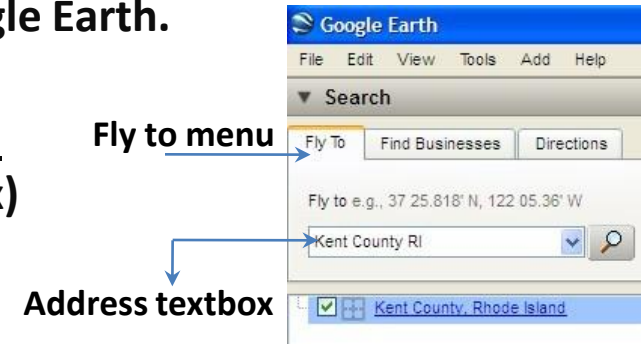 gle Earth.
Google Earth
File Edit View Tools Add Help
Search
Fly to menu
Fly To Find Businesses Directions
Fly to e.g., 37 25.818' N, 122 05.36' W
)
Kent County RI
Address textbox
Kent County, Rhode Island